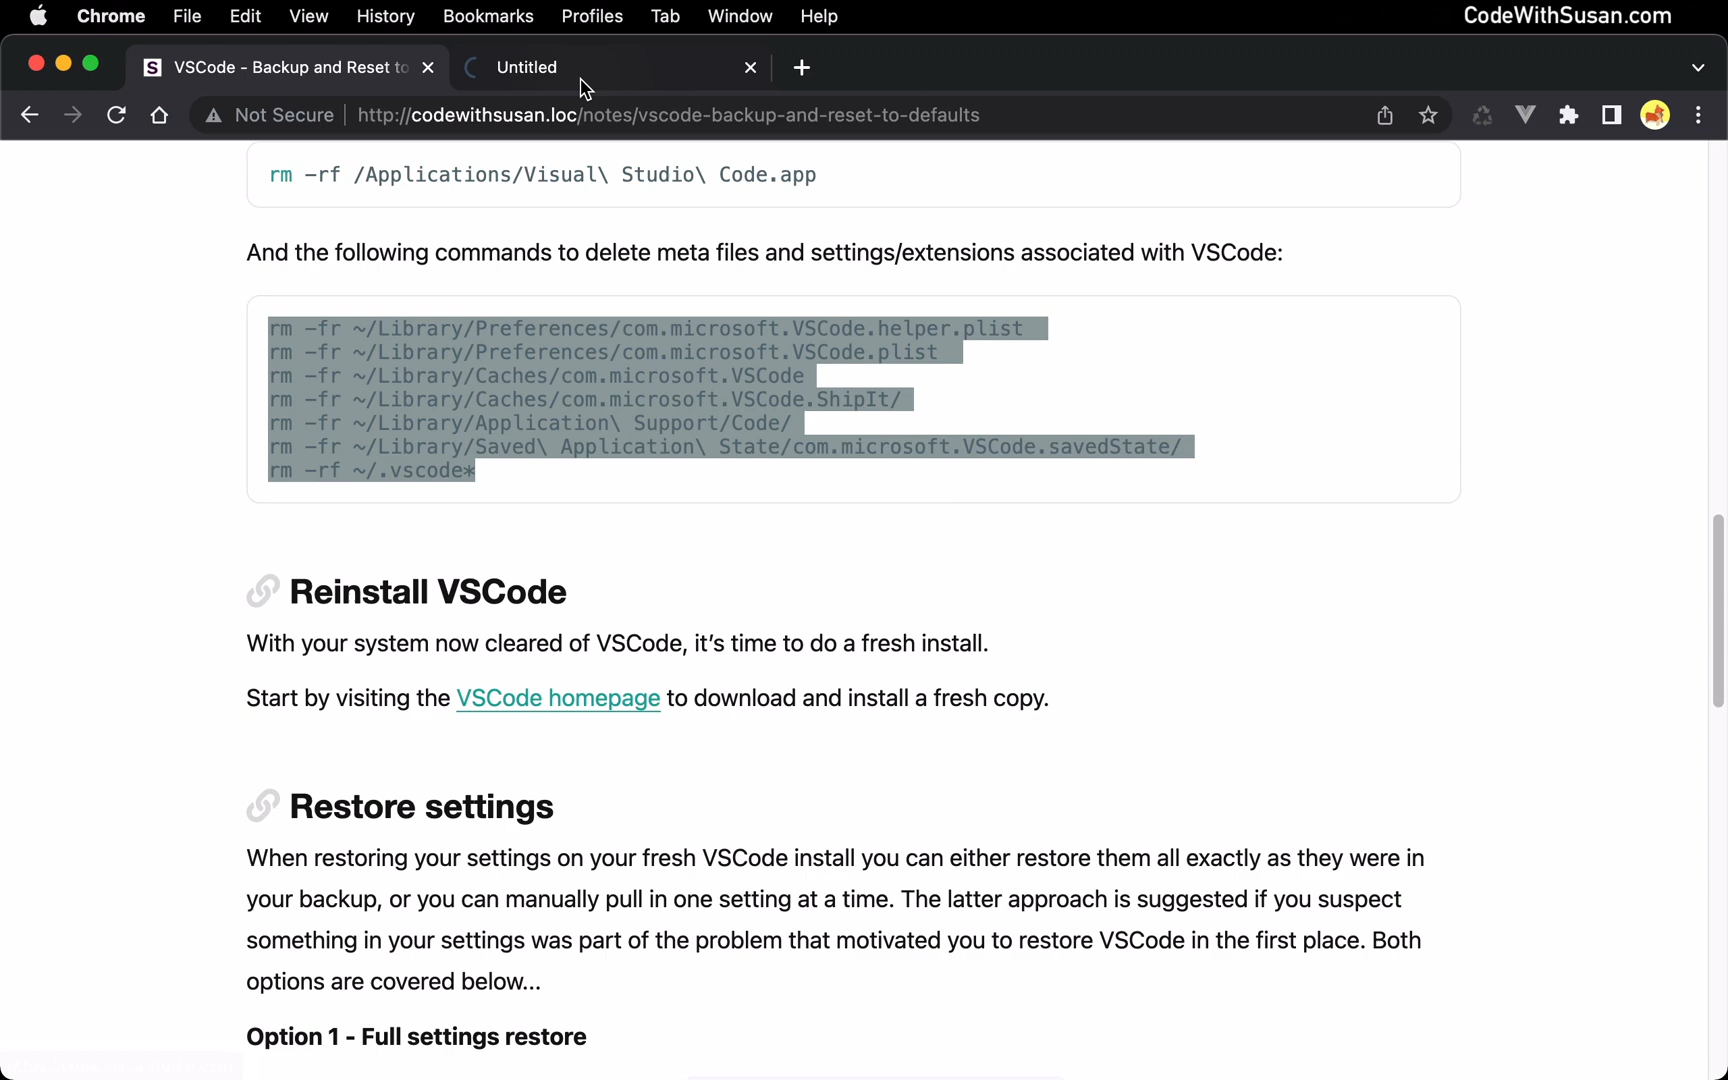 Chrome File Edit View History Bookmarks Profiles Tab Window Help CodeWithSusan.com
VSCode - Backup and Reset to Untitled
Not Secure http://codewithsusan.loc/notes/vscode-backup-and-reset-to-defaults
rm -rf /Applications/Visual\ Studio\ Code.app
And the following commands to delete meta files and settings/extensions associated with VSCode:
rm -fr ~/Library/Preferences/com.microsoft.VSCode.helper.plist
rm -fr ~/Library/Preferences/com.microsoft.VSCode.plist
rm -fr ~/Library/Caches/com.microsoft.VSCode
rm -fr ~/Library/Caches/com.microsoft.VSCode.ShipIt/
rm -fr ~/Library/Application\ Support/Code/
rm -fr ~/Library/Saved\ Application\ State/com.microsoft.VSCode.savedState/
rm -rf ~/.vscode*
Reinstall VSCode
With your system now cleared of VSCode, it's time to do a fresh install.
Start by visiting the VSCode homepage to download and install a fresh copy.
Restore settings
When restoring your settings on your fresh VSCode install you can either restore them all exactly as they were in
your backup, or you can manually pull in one setting at a time. The latter approach is suggested if you suspect
something in your settings was part of the problem that motivated you to restore VSCode in the first place. Both
options are covered below...
Option 1 - Full settings restore